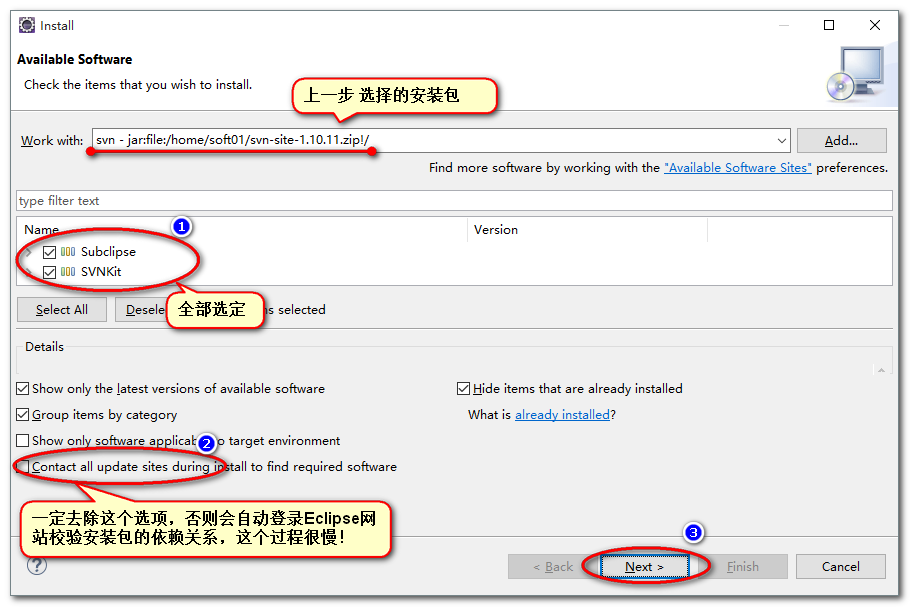 Install
Available Software
Check the items that you wish to install.
上一步 选择的安装包
Work with: svn - jar:file:/home/soft01/svn-site-1.10.11.zip!/ Add...
Find more software by working with the "Available Software Sites" preferences.
type filter text
Name Version
1
Subclipse
SVNKit
全部选定
Select All Desele s selected
Details
Show only the latest versions of available software Hide items that are already installed
Group items by category What is already installed?
Show only software applicab o target environment
2
Contact all update sites during install to find required software
一定去除这个选项，否则会自动登录Eclipse网
站校验安装包的依赖关系，这个过程很慢！
3
? < Back Next > Finish Cancel